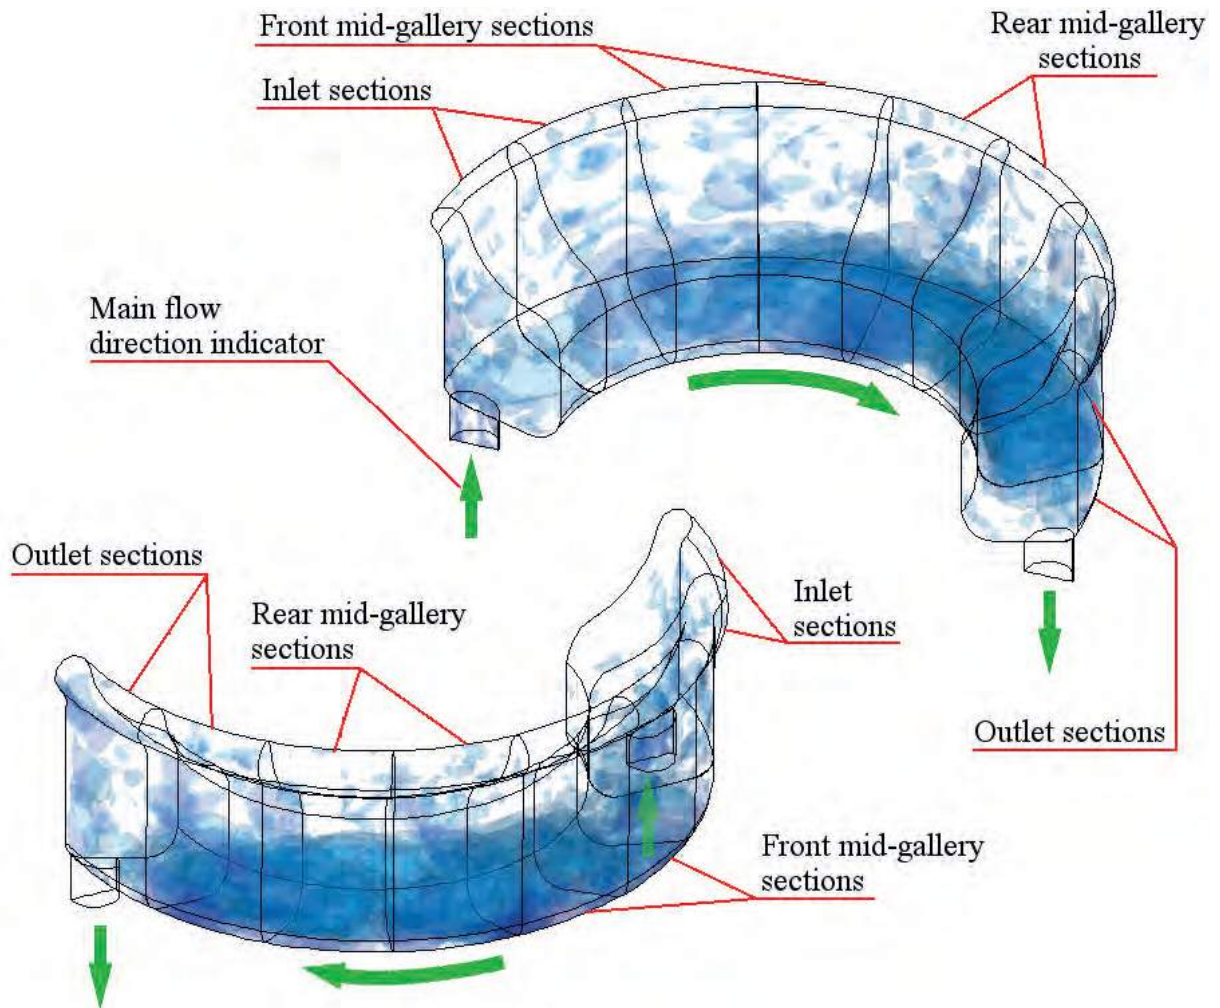 Front mid-gallery sections
Rear mid-gallery
sections
Inlet sections
Main flow
direction indicator
Outlet sections
Rear mid-gallery
sections
Inlet
sections
Outlet sections
Front mid-gallery
sections